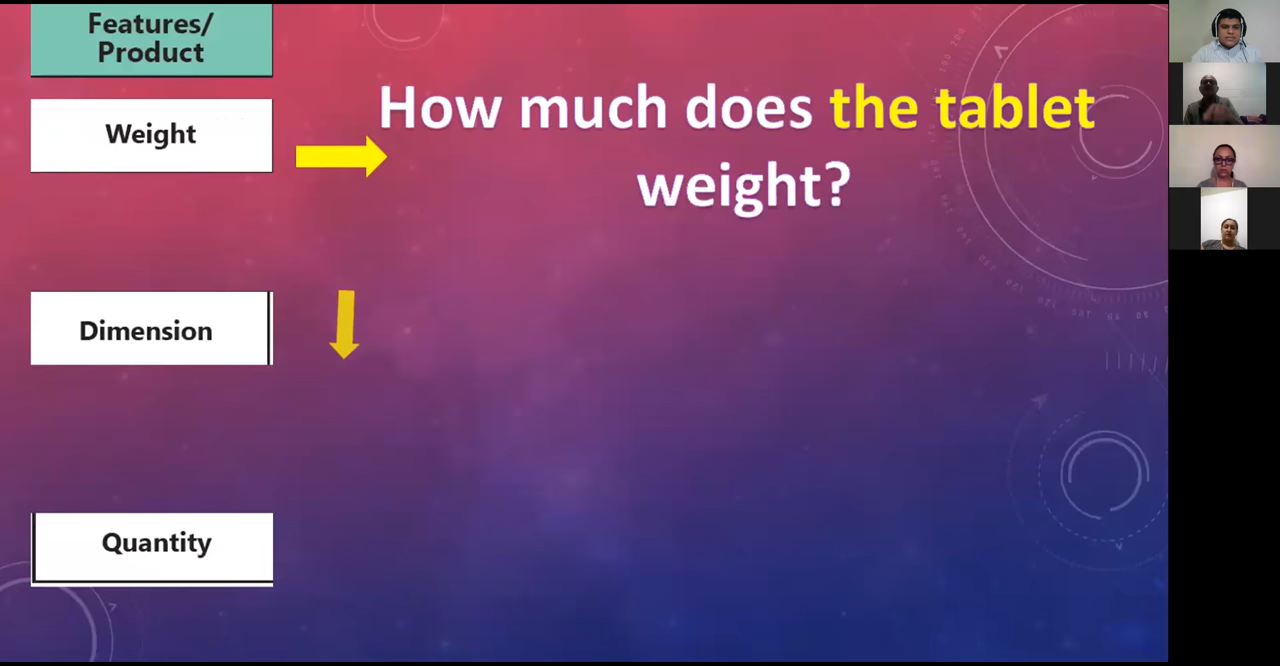 Features/
Product
Weight
How much does the tablet
weight?
Dimension
Quantity